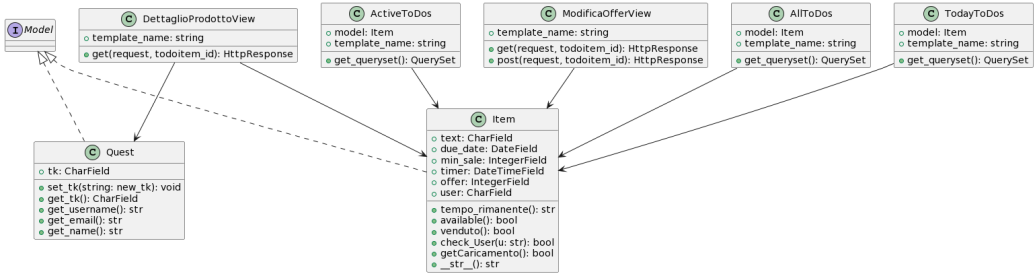 I Model
C DettaglioProdottoView
template_name: string
get(request, todoitem_id): HttpResponse
C ActiveToDos
model: Item
template_name: string
get_queryset(): QuerySet
C ModificaOfferView
template_name: string
get(request, todoitem_id): HttpResponse
post(request, todoitem_id): HttpResponse
C AllToDos
model: Item
template_name: string
get_queryset(): QuerySet
C TodayToDos
model: Item
template_name: string
get_queryset(): QuerySet
C Quest
tk: CharField
set_tk(string: new_tk): void
get_tk(): CharField
get_username(): str
get_email(): str
get_name(): str
C Item
text: CharField
due_date: DateField
min_sale: IntegerField
timer: DateTimeField
offer: IntegerField
user: CharField
tempo_rimanente(): str
available(): bool
venduto(): bool
check_User(u: str): bool
getCaricamento(): bool
__str__(): str